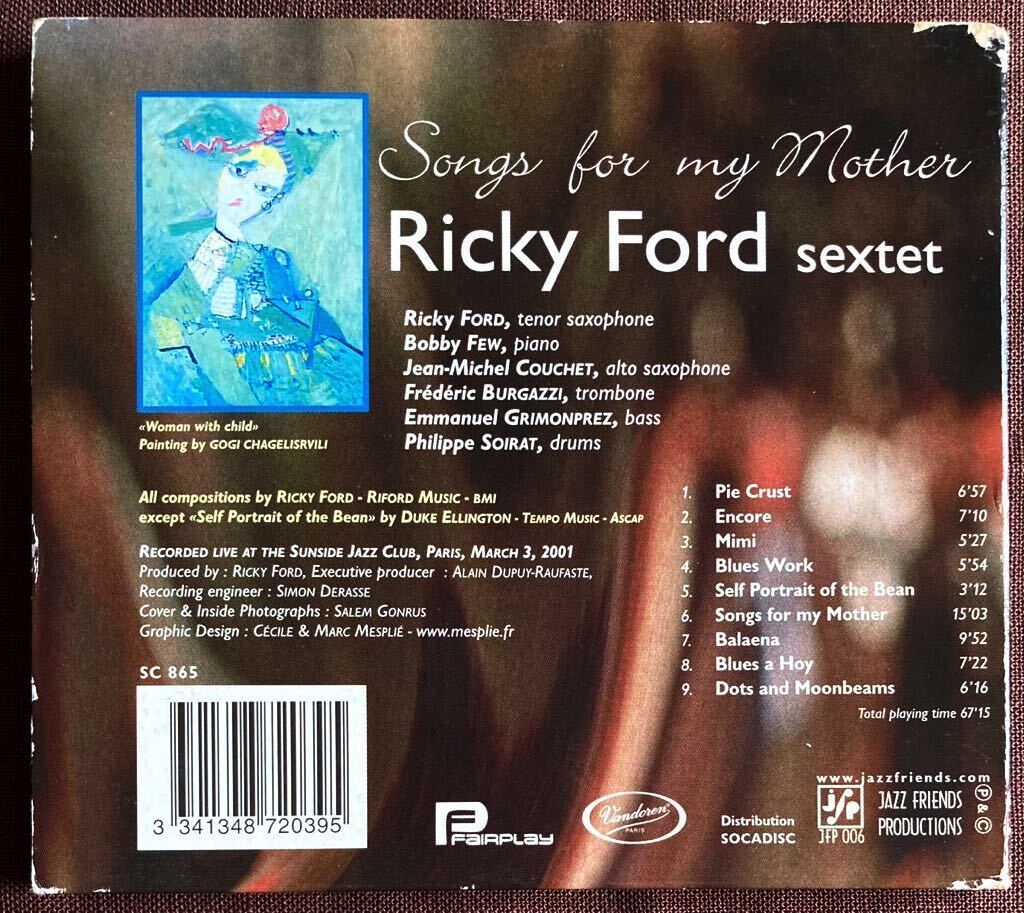 Songs for my Mother
Ricky Ford sextet
Ricky FORD, tenor saxophone
Bobby FEW, piano
Jean-Michel COUCHET, alto saxophone
Frédéric BURGAZZI, trombone
Emmanuel GRIMONPREZ, bass
Philippe SOIRAT, drums
«Woman with child»
Painting by GOGI CHAGELISRVILI
All compositions by RICKY FORD - RIFORD MUSIC - BMI
except «Self Portrait of the Bean» by DUKE ELLINGTON - TEMPO MUSIC - ASCAP
RECORDED LIVE AT THE SUNSIDE JAZZ CLUB, PARIS, MARCH 3, 2001
Produced by : RICKY FORD, Executive producer : ALAIN DUPUY-RAUFASTE,
Recording engineer : SIMON DERASSE
Cover & Inside Photographs : SALEM GONRUS
Graphic Design : CÉCILE & MARC MESPLIÉ - www.mesplie.fr
1. Pie Crust 6'57
2. Encore 7'10
3. Mimi 5'27
4. Blues Work 5'54
5. Self Portrait of the Bean 3'12
6. Songs for my Mother 15'03
7. Balaena 9'52
8. Blues a Hoy 7'22
9. Dots and Moonbeams 6'16
Total playing time 67'15
SC 865
3 341348 720395
FAIRPLAY
Vandoren
PARIS
Distribution
SOCADISC
www.jazzfriends.com
JFP
JFP 006
JAZZ FRIENDS
PRODUCTIONS
Ⓟ & ©